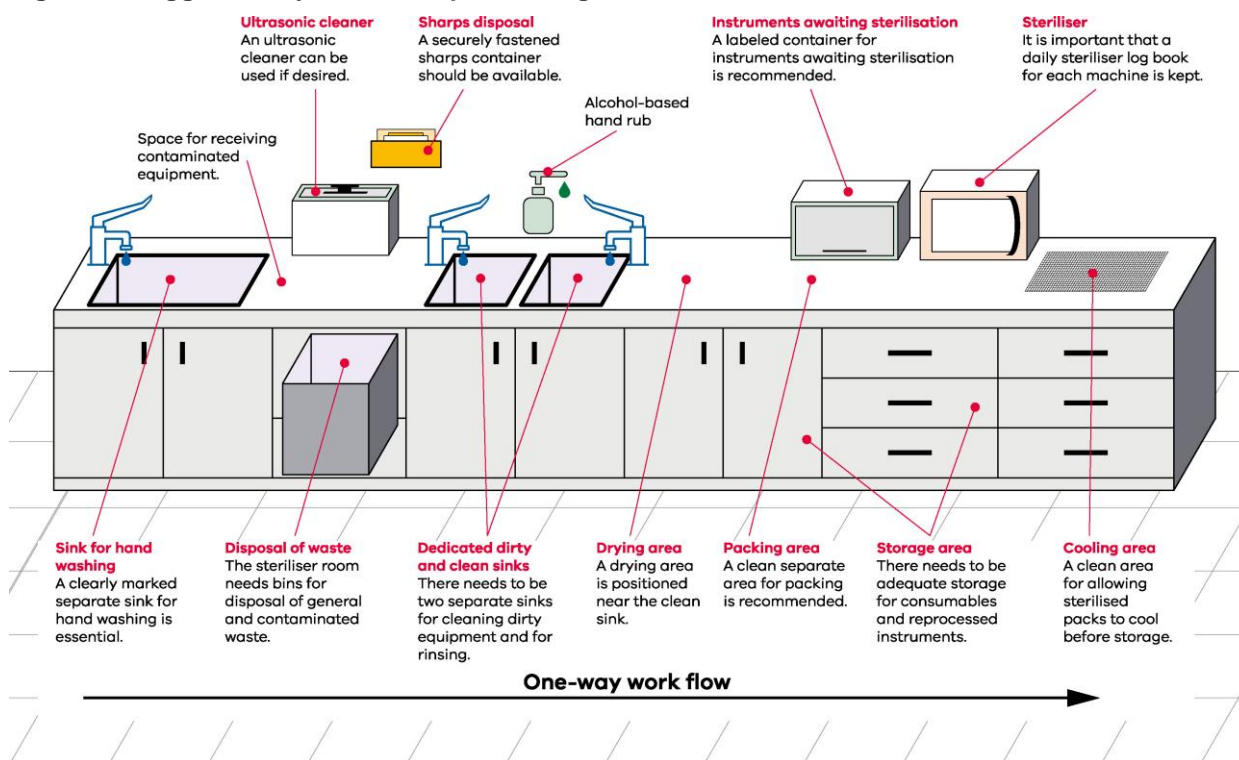 Ultrasonic cleaner
An ultrasonic
cleaner can be
used if desired.
Sharps disposal
A securely fastened
sharps container
should be available.
Instruments awaiting sterilisation
A labeled container for
instruments awaiting sterilisation
is recommended.
Steriliser
It is important that a
daily steriliser log book
for each machine is kept.
Alcohol-based
hand rub
Space for receiving
contaminated
equipment.
Sink for hand
washing
A clearly marked
separate sink for
hand washing is
essential.
Disposal of waste
The steriliser room
needs bins for
disposal of general
and contaminated
waste.
Dedicated dirty
and clean sinks
There needs to be
two separate sinks
for cleaning dirty
equipment and for
rinsing.
Drying area
A drying area
is positioned
near the clean
sink.
Packing area
A clean separate
area for packing
is recommended.
Storage area
There needs to be
adequate storage
for consumables
and reprocessed
instruments.
Cooling area
A clean area
for allowing
sterilised
packs to cool
before storage.
One-way work flow